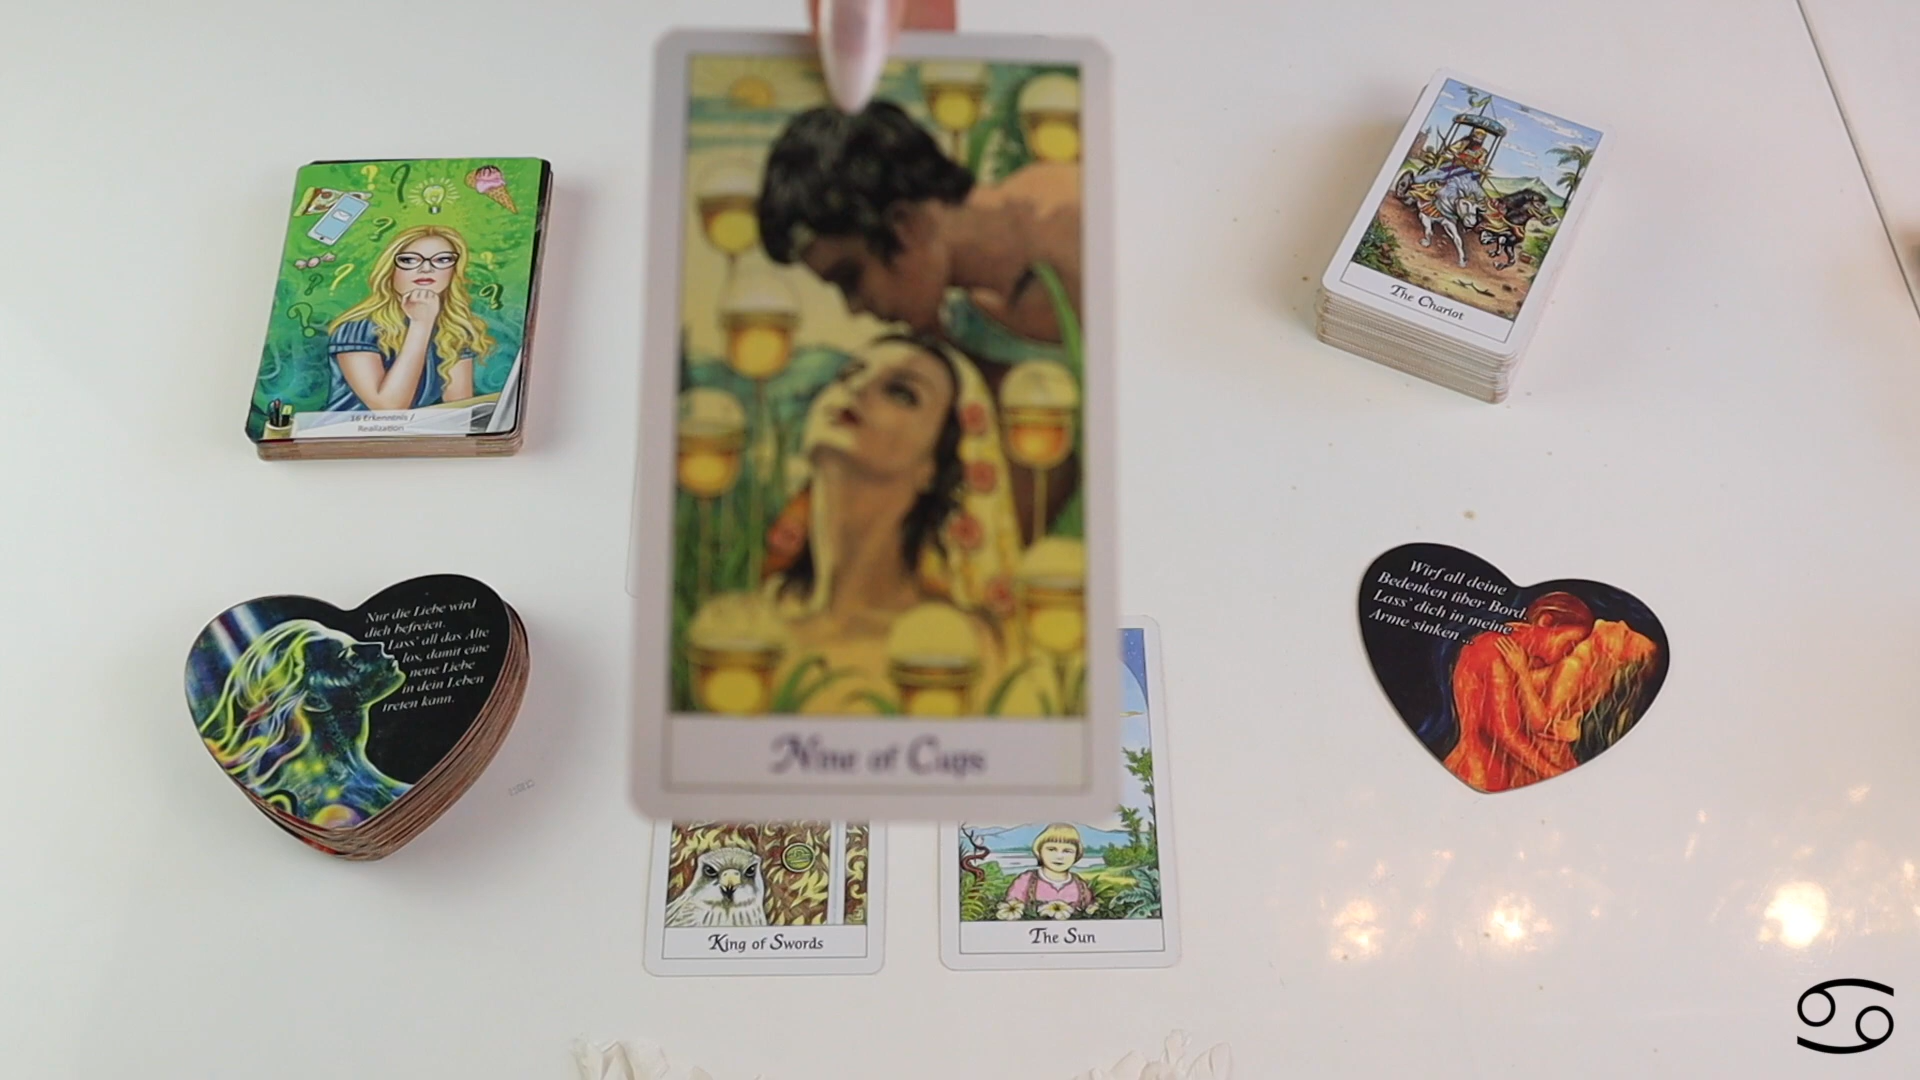 16 Erkenntnis /
Realization
The Chariot
Nur die Liebe wird
dich befreien.
Lass' all das Alte
los, damit eine
neue Liebe
in dein Leben
treten kann.
Wirf all deine
Bedenken über Bord.
Lass' dich in meine
Arme sinken ...
Nine of Cups
King of Swords
The Sun